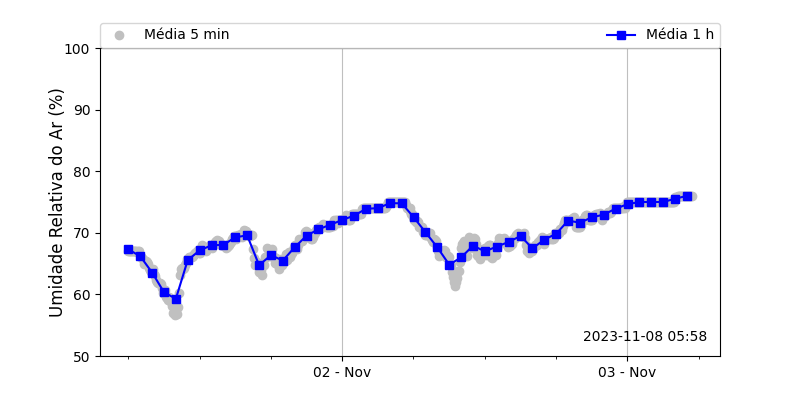 Média 5 min
Média 1 h
Umidade Relativa do Ar (%)
100
90
80
70
60
50
2023-11-08 05:58
02 - Nov
03 - Nov